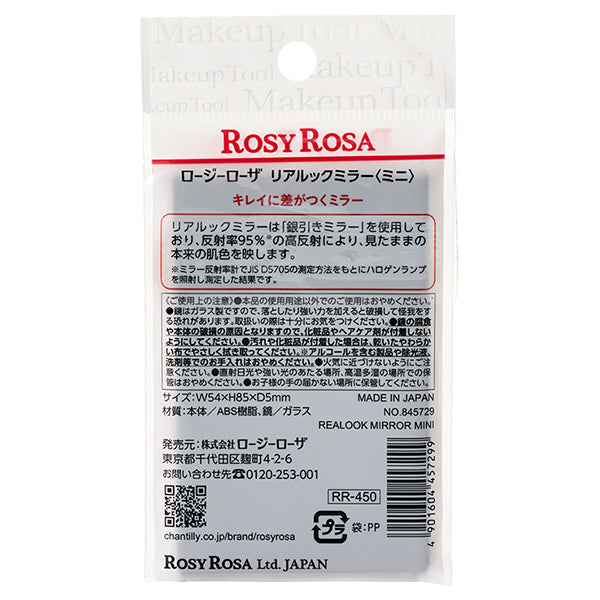 Makeup Tool
MakeupTool
akeup T
Makeup Tool
Makeup T
ROSY ROSA
ロージーローザ リアルックミラー〈ミニ〉
キレイに差がつくミラー
リアルックミラーは「銀引きミラー」を使用して
おり、反射率95%※の高反射により、見たままの
本来の肌色を映します。
※ミラー反射率計でJIS D5705の測定方法をもとにハロゲンランプ
を照射し測定した結果です。
〈ご使用上の注意〉●本品の使用用途以外でのご使用はおやめください。
●鏡はガラス製ですので、落としたり強い力を加えると破損して怪我をす
る恐れがあります。取扱いの際は十分にお気をつけください。●鏡の腐食
や本体の破損の原因となりますので、化粧品やヘアケア剤が付着しない
ようにしてください。●汚れや化粧品が付着した場合は、乾いたやわらか
い布でやさしく拭き取ってください。※アルコールを含む製品や除光液、
洗剤等でのお手入れはおやめください。●火気に近づけないようにご注意
ください。●直射日光や強い光のあたる場所、高温多湿の場所での保
管はおやめください。●お子様の手の届かない場所に保管してください。
サイズ：W54×H85×D5mm
材質：本体／ABS樹脂、鏡／ガラス
MADE IN JAPAN
NO.845729
REALOOK MIRROR MINI
発売元：株式会社ロージーローザ
東京都千代田区麹町4-2-6
お問い合わせ先☎0120-253-001
RR-450
プラ 袋：PP
4 901604 457299
chantilly.co.jp/brand/rosyrosa
ROSY ROSA Ltd. JAPAN